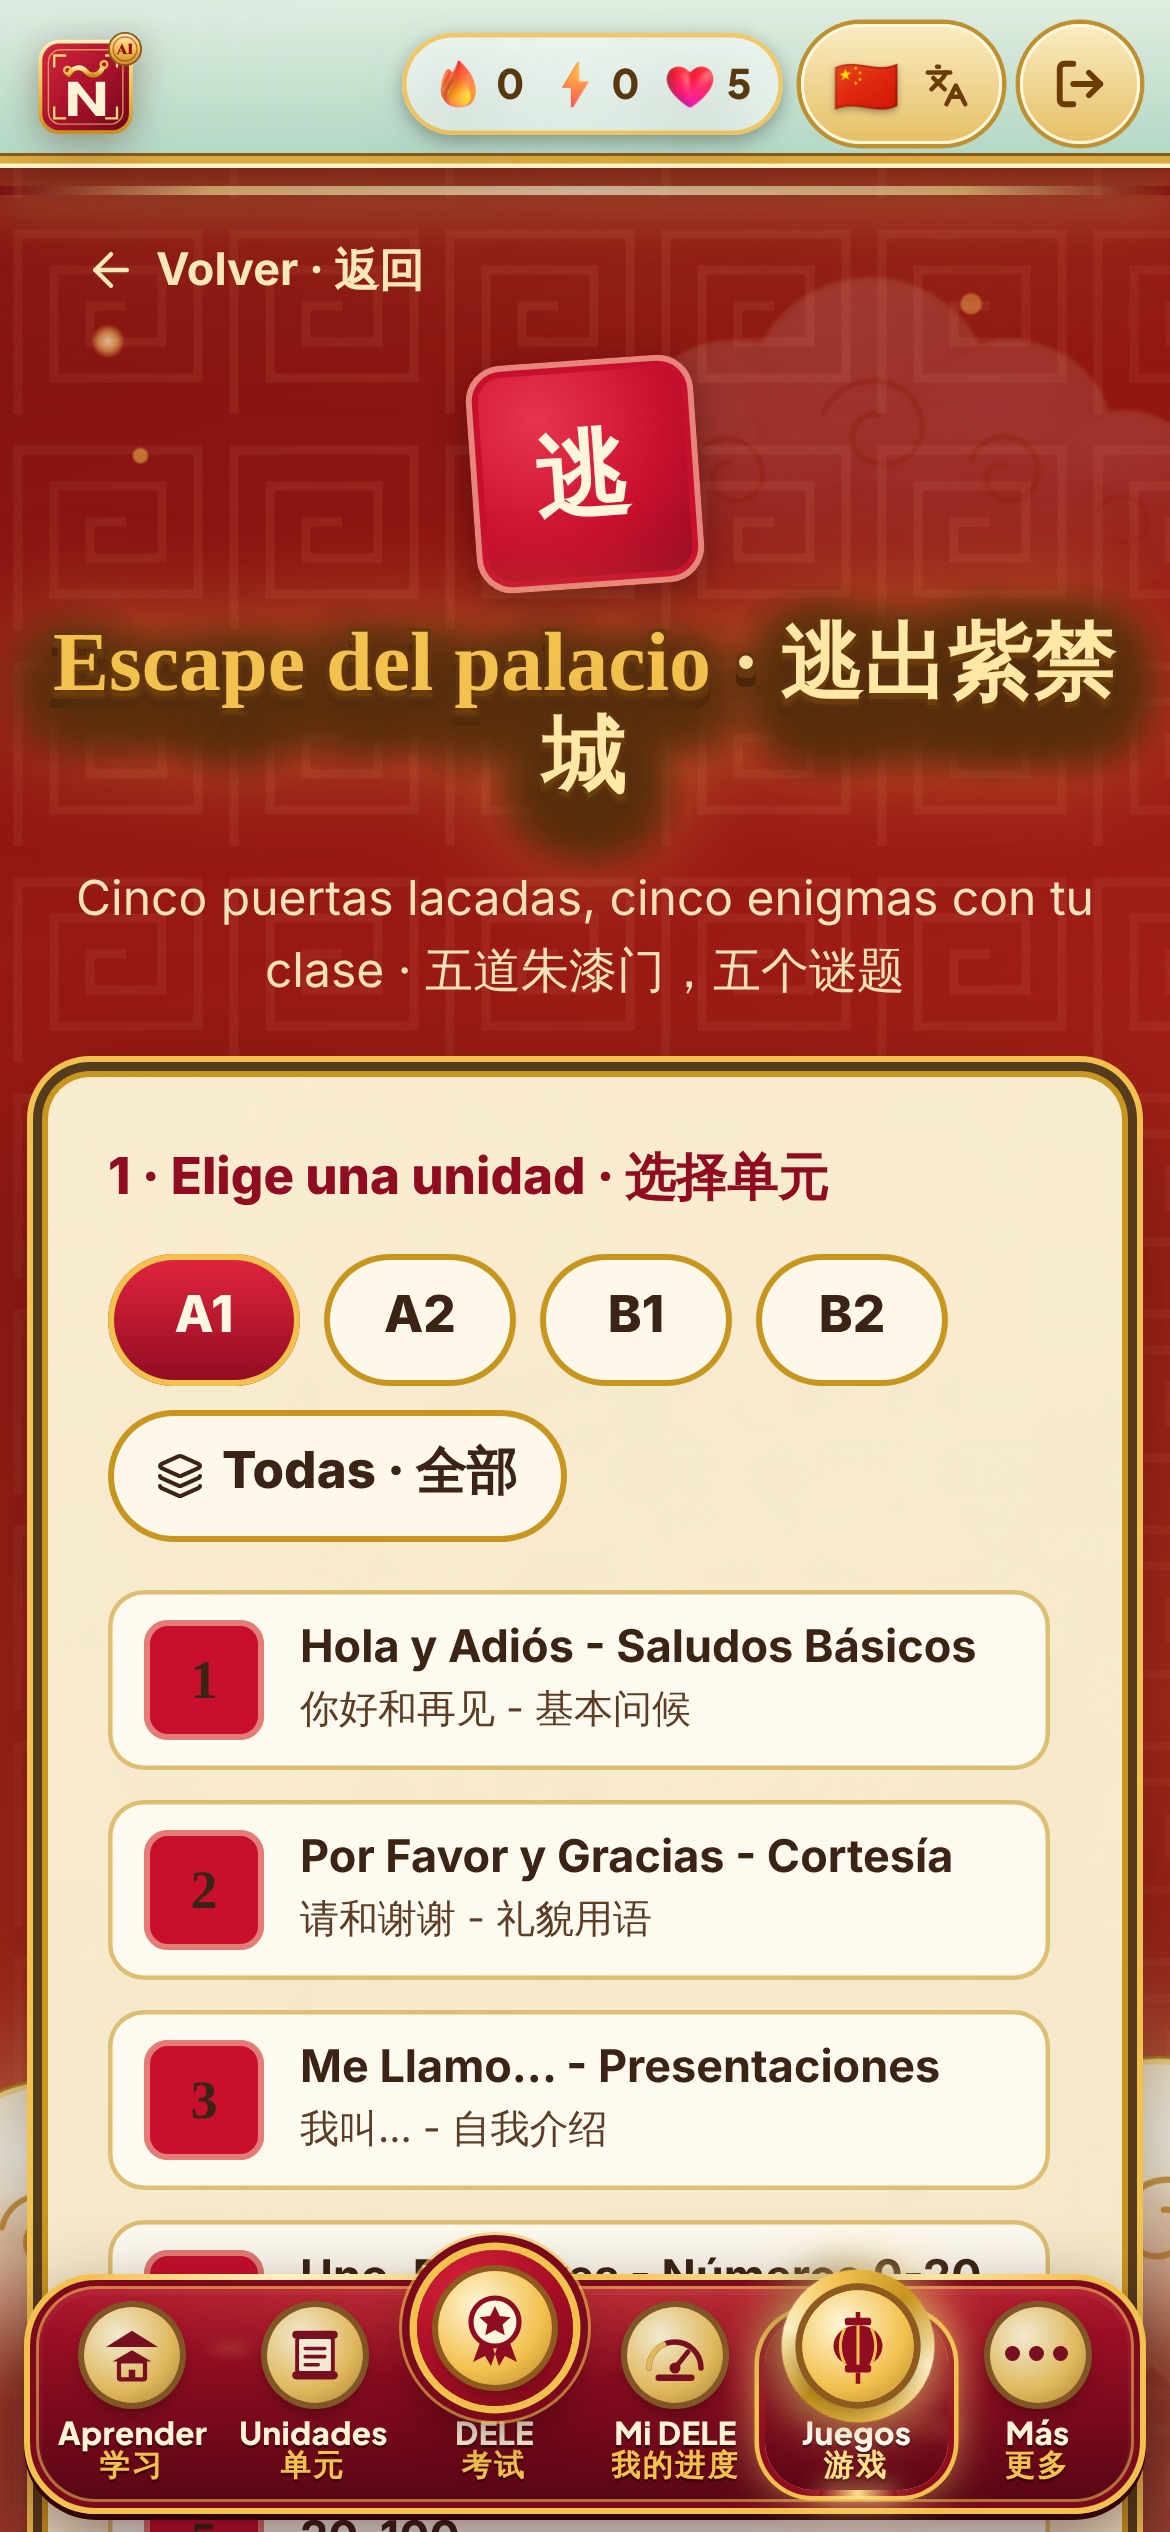 AI
Ñ
0 0 5
Volver · 返回
逃
Escape del palacio · 逃出紫禁
城
Cinco puertas lacadas, cinco enigmas con tu
clase · 五道朱漆门，五个谜题
1 · Elige una unidad · 选择单元
A1 A2 B1 B2
Todas · 全部
1
Hola y Adiós - Saludos Básicos
你好和再见 - 基本问候
2
Por Favor y Gracias - Cortesía
请和谢谢 - 礼貌用语
3
Me Llamo... - Presentaciones
我叫... - 自我介绍
Números 0-20
Aprender Unidades DELE Mi DELE Juegos Más
学习 单元 考试 我的进度 游戏 更多